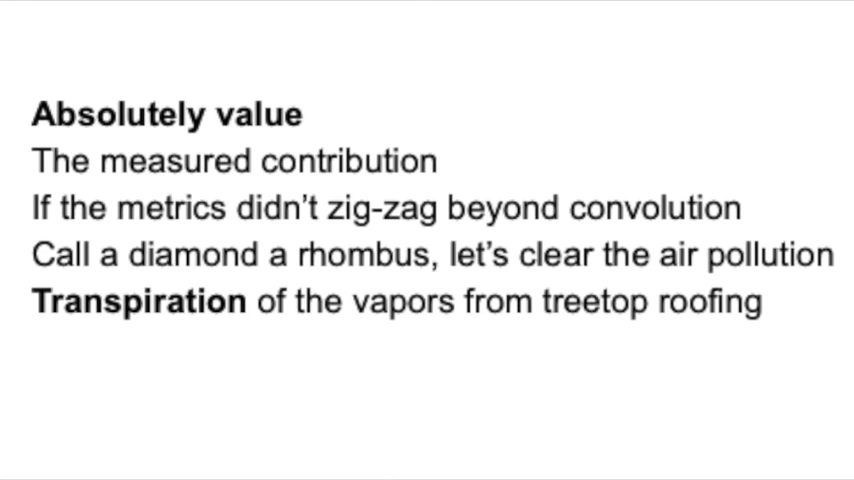 Absolutely value
The measured contribution
If the metrics didn’t zig-zag beyond convolution
Call a diamond a rhombus, let’s clear the air pollution
Transpiration of the vapors from treetop roofing